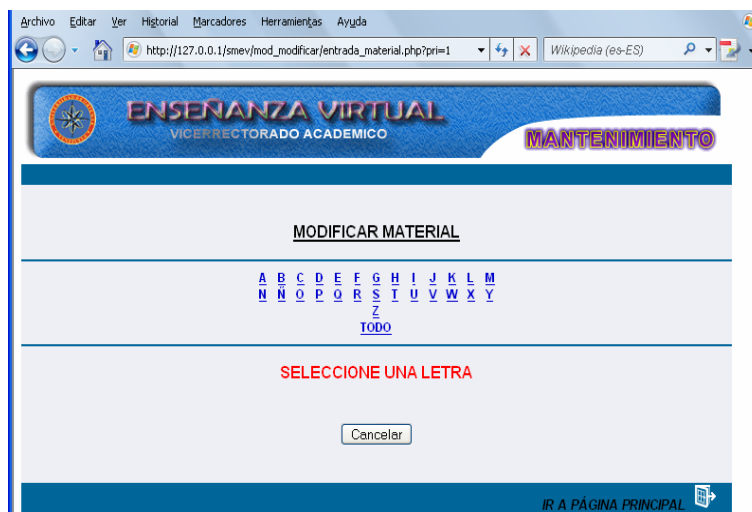 Archivo Editar Ver Historial Marcadores Herramientas Ayuda
http://127.0.0.1/smev/mod_modificar/entrada_material.php?pri=1 Wikipedia (es-ES)
ENSEÑANZA VIRTUAL
VICERRECTORADO ACADEMICO
MANTENIMIENTO
MODIFICAR MATERIAL
A B C D E F G H I J K L M
N Ñ O P Q R S T U V W X Y
Z
TODO
SELECCIONE UNA LETRA
Cancelar
IR A PÁGINA PRINCIPAL